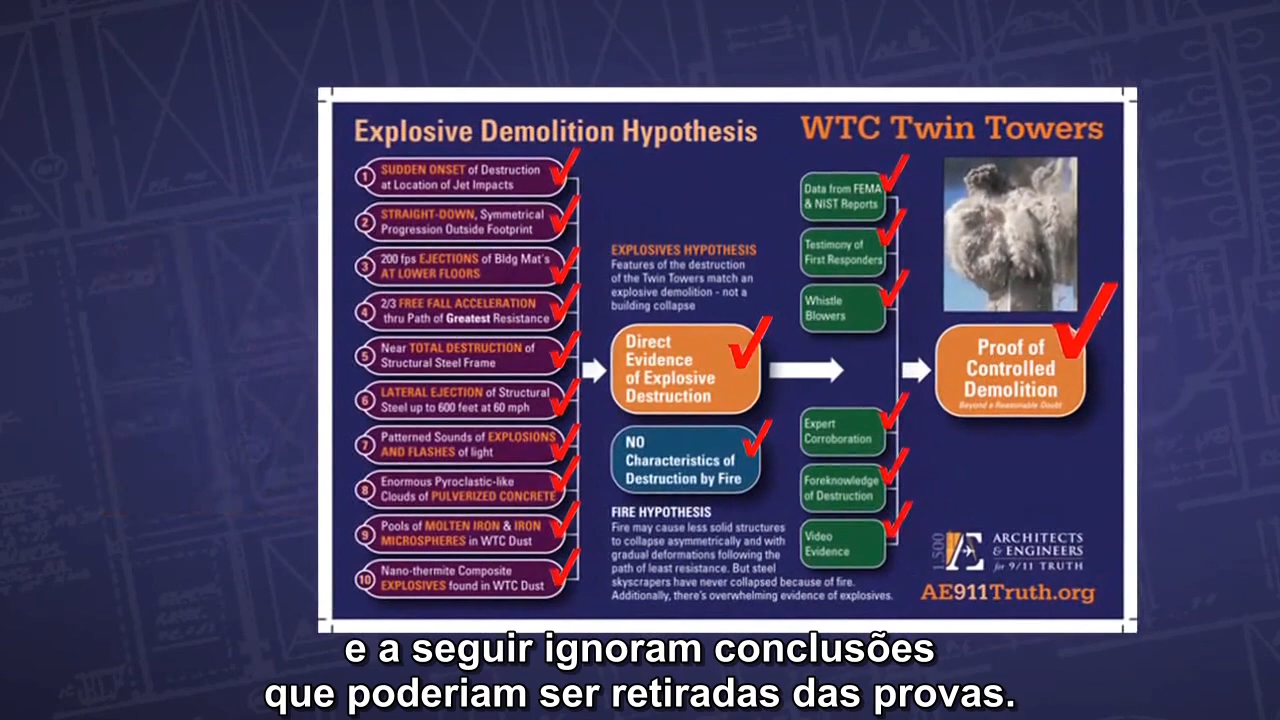 Explosive Demolition Hypothesis
WTC Twin Towers
1 SUDDEN ONSET of Destruction
at Location of Jet Impacts
2 STRAIGHT-DOWN, Symmetrical
Progression Outside Footprint
3 200 fps EJECTIONS of Bldg Mat's
AT LOWER FLOORS
4 2/3 FREE FALL ACCELERATION
thru Path of Greatest Resistance
5 Near TOTAL DESTRUCTION of
Structural Steel Frame
6 LATERAL EJECTION of Structural
Steel up to 600 feet at 60 mph
7 Patterned Sounds of EXPLOSIONS
AND FLASHES of light
8 Enormous Pyroclastic-like
Clouds of PULVERIZED CONCRETE
9 Pools of MOLTEN IRON & IRON
MICROSPHERES in WTC Dust
10 Nano-thermite Composite
EXPLOSIVES found in WTC Dust
EXPLOSIVES HYPOTHESIS
Features of the destruction
of the Twin Towers match an
explosive demolition - not a
building collapse
Direct
Evidence
of Explosive
Destruction
NO
Characteristics of
Destruction by Fire
FIRE HYPOTHESIS
Fire may cause less solid structures
to collapse asymmetrically and with
gradual deformations following the
path of least resistance. But steel
skyscrapers have never collapsed because of fire.
Additionally, there's overwhelming evidence of explosives.
Data from FEMA
& NIST Reports
Testimony of
First Responders
Whistle
Blowers
Expert
Corroboration
Foreknowledge
of Destruction
Video
Evidence
Proof of
Controlled
Demolition
Beyond a Reasonable Doubt
1,500
AE
ARCHITECTS
& ENGINEERS
for 9/11 TRUTH
AE911Truth.org
e a seguir ignoram conclusões
que poderiam ser retiradas das provas.